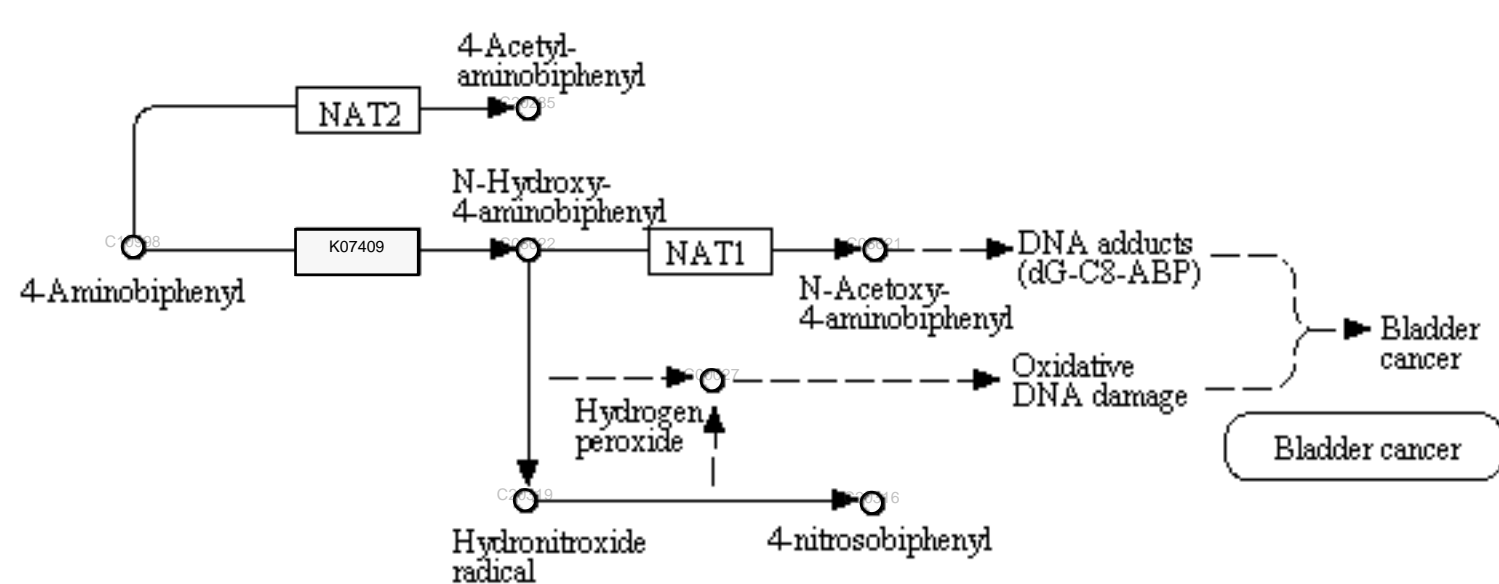 4-Acetyl-
aminobiphenyl
NAT2
N-Hydroxy-
4-aminobiphenyl
K07409
NAT1
4-Aminobiphenyl
N-Acetoxy-
4-aminobiphenyl
DNA adducts
(dG-C8-ABP)
Bladder
cancer
Hydrogen
peroxide
Oxidative
DNA damage
Bladder cancer
Hydronitroxide
radical
4-nitrosobiphenyl